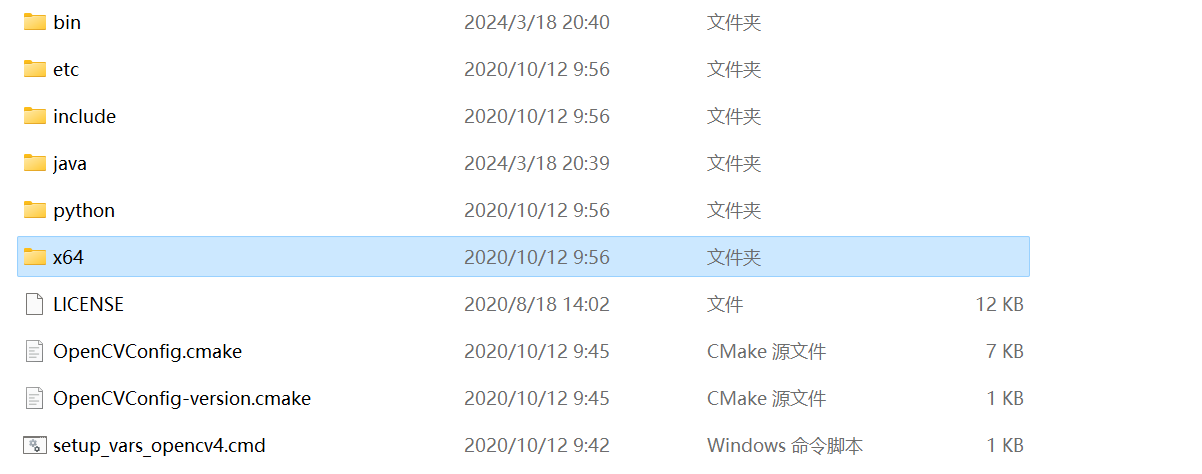 bin 2024/3/18 20:40 文件夹
etc 2020/10/12 9:56 文件夹
include 2020/10/12 9:56 文件夹
java 2024/3/18 20:39 文件夹
python 2020/10/12 9:56 文件夹
x64 2020/10/12 9:56 文件夹
LICENSE 2020/8/18 14:02 文件 12 KB
OpenCVConfig.cmake 2020/10/12 9:45 CMake 源文件 7 KB
OpenCVConfig-version.cmake 2020/10/12 9:45 CMake 源文件 1 KB
setup_vars_opencv4.cmd 2020/10/12 9:42 Windows 命令脚本 1 KB